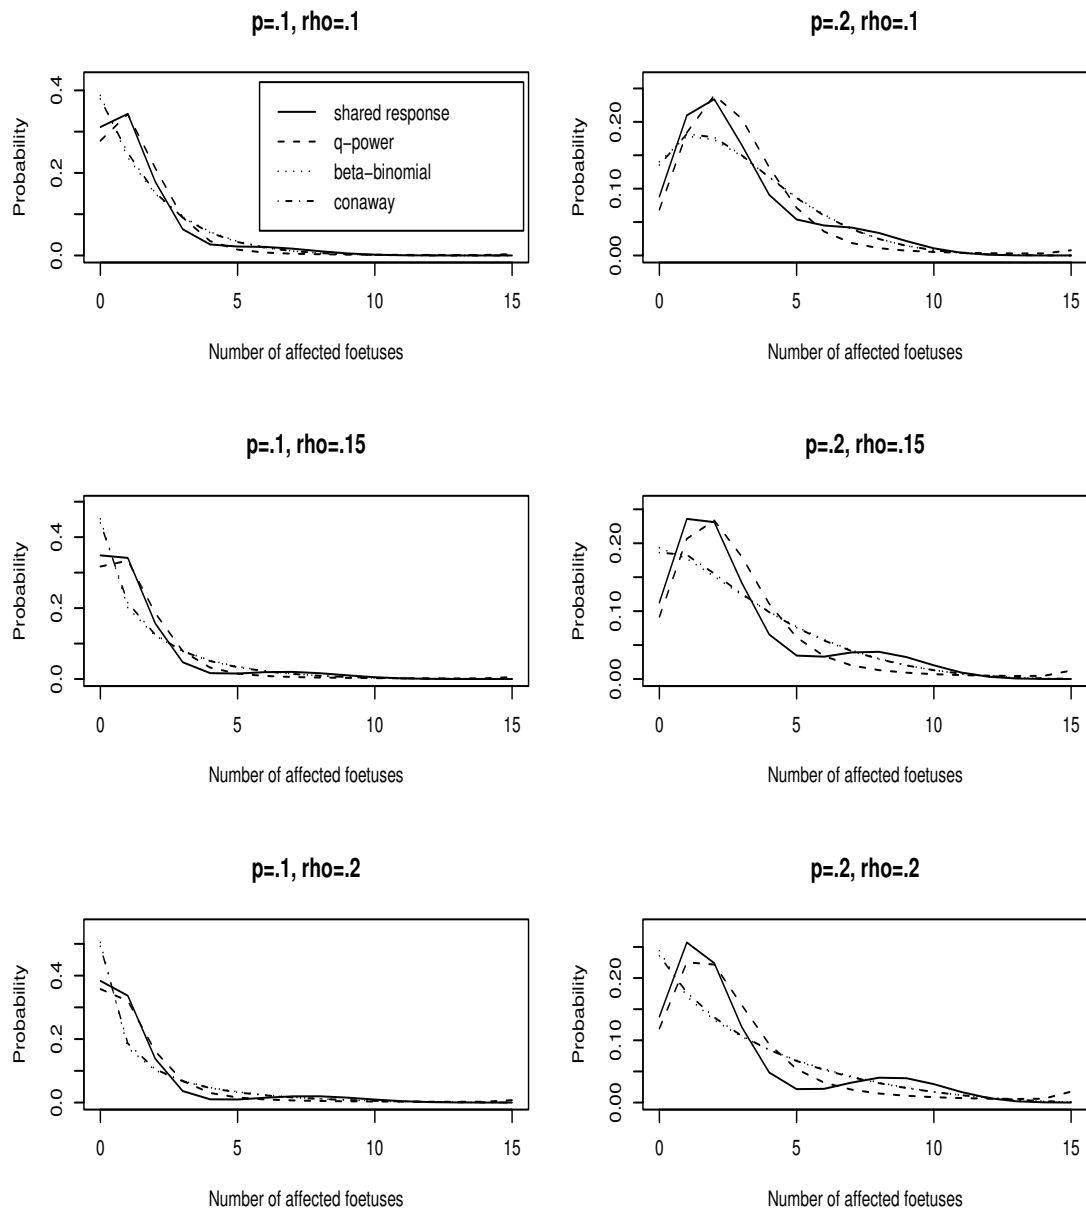 p=.1, rho=.1
Probability
0.0 0.2 0.4
shared response
q−power
beta−binomial
conaway
0 5 10 15
Number of affected foetuses
p=.2, rho=.1
Probability
0.00 0.10 0.20
0 5 10 15
Number of affected foetuses
p=.1, rho=.15
Probability
0.0 0.2 0.4
0 5 10 15
Number of affected foetuses
p=.2, rho=.15
Probability
0.00 0.10 0.20
0 5 10 15
Number of affected foetuses
p=.1, rho=.2
Probability
0.0 0.2 0.4
0 5 10 15
Number of affected foetuses
p=.2, rho=.2
Probability
0.00 0.10 0.20
0 5 10 15
Number of affected foetuses